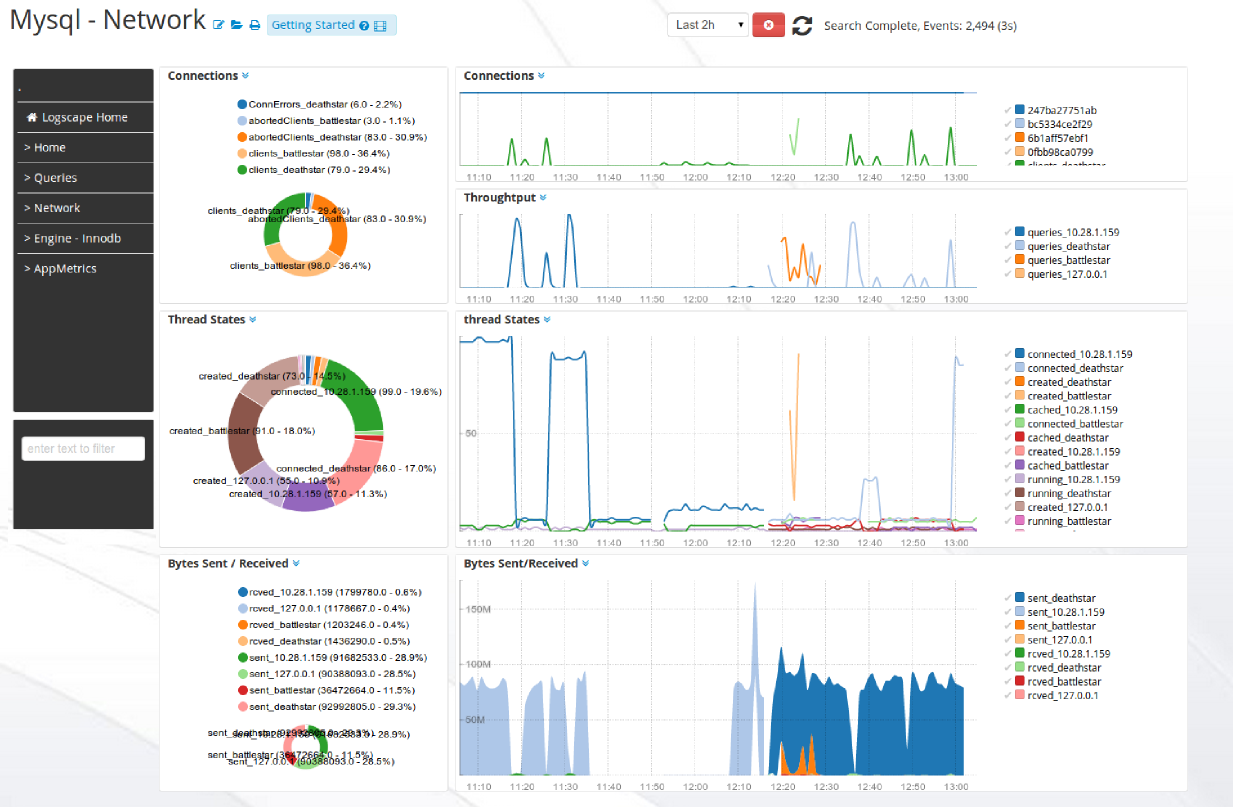 Mysql - Network
Getting Started
Last 2h
Search Complete, Events: 2,494 (3s)
.
Logscape Home
> Home
> Queries
> Network
> Engine - Innodb
> AppMetrics
enter text to filter
Connections
ConnErrors_deathstar (6.0 - 2.2%)
abortedClients_battlestar (3.0 - 1.1%)
abortedClients_deathstar (83.0 - 30.9%)
clients_battlestar (98.0 - 36.4%)
clients_deathstar (79.0 - 29.4%)
clients_deathstar (79.0 - 29.4%)
abortedClients_deathstar (83.0 - 30.9%)
clients_battlestar (98.0 - 36.4%)
Connections
11:10 11:20 11:30 11:40 11:50 12:00 12:10 12:20 12:30 12:40 12:50 13:00
247ba27751ab
bc5334ce2f29
6b1aff57ebf1
0fbb98ca0799
clients_deathstar
Throughtput
11:10 11:20 11:30 11:40 11:50 12:00 12:10 12:20 12:30 12:40 12:50 13:00
queries_10.28.1.159
queries_deathstar
queries_battlestar
queries_127.0.0.1
Thread States
created_deathstar (73.0 - 14.5%)
connected_10.28.1.159 (99.0 - 19.6%)
created_battlestar (91.0 - 18.0%)
connected_deathstar (86.0 - 17.0%)
created_127.0.0.1 (55.0 - 10.9%)
created_10.28.1.159 (57.0 - 11.3%)
thread States
50
11:10 11:20 11:30 11:40 11:50 12:00 12:10 12:20 12:30 12:40 12:50 13:00
connected_10.28.1.159
connected_deathstar
created_deathstar
created_battlestar
cached_10.28.1.159
connected_battlestar
cached_deathstar
created_10.28.1.159
cached_battlestar
running_10.28.1.159
running_deathstar
created_127.0.0.1
running_battlestar
Bytes Sent / Received
rcved_10.28.1.159 (1799780.0 - 0.6%)
rcved_127.0.0.1 (1178667.0 - 0.4%)
rcved_battlestar (1203246.0 - 0.4%)
rcved_deathstar (1436290.0 - 0.5%)
sent_10.28.1.159 (91682533.0 - 28.9%)
sent_127.0.0.1 (90388093.0 - 28.5%)
sent_battlestar (36472664.0 - 11.5%)
sent_deathstar (92992805.0 - 29.3%)
sent_deathstar (92992805.0 - 29.3%)
sent_10.28.1.159 (91682533.0 - 28.9%)
sent_battlestar (36472664.0 - 11.5%)
sent_127.0.0.1 (90388093.0 - 28.5%)
Bytes Sent/Received
150M
100M
50M
11:10 11:20 11:30 11:40 11:50 12:00 12:10 12:20 12:30 12:40 12:50 13:00
sent_deathstar
sent_10.28.1.159
sent_battlestar
sent_127.0.0.1
rcved_10.28.1.159
rcved_deathstar
rcved_battlestar
rcved_127.0.0.1